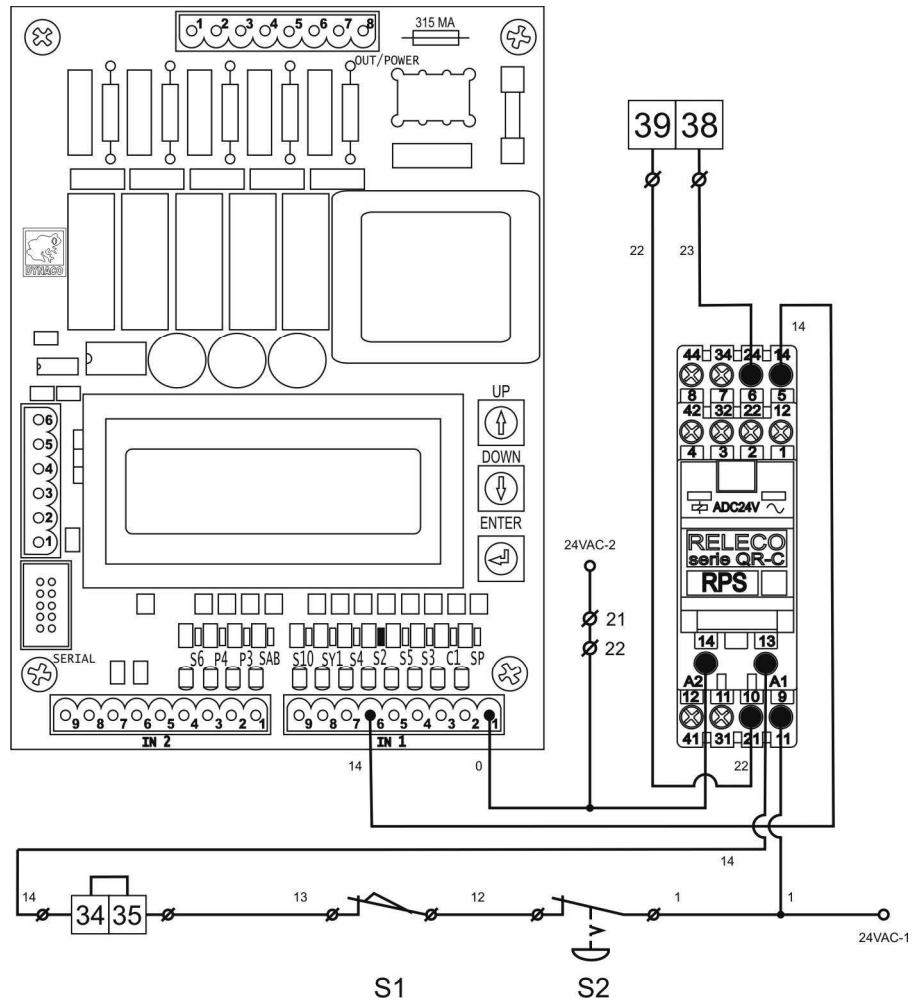 315 MA
1 2 3 4 5 6 7 8
OUT/POWER
39 38
22 23
14
DYNACO
44 34 24 14
8 7 6 5
42 32 22 12
4 3 2 1
UP
DOWN
ENTER
6
5
4
3
2
1
ADC24V
RELECO
serie QR-C
RPS
24VAC-2
21
22
SERIAL
S6 P4 P3 SAB S10 SY1 S4 S2 S5 S3 C1 SP
14 13
A2 A1
12 11 10 9
41 31 21 11
9 8 7 6 5 4 3 2 1
IN 2
9 8 7 6 5 4 3 2 1
IN 1
14 0
22
14
14 34 35 13 12 1 1
24VAC-1
S1 S2